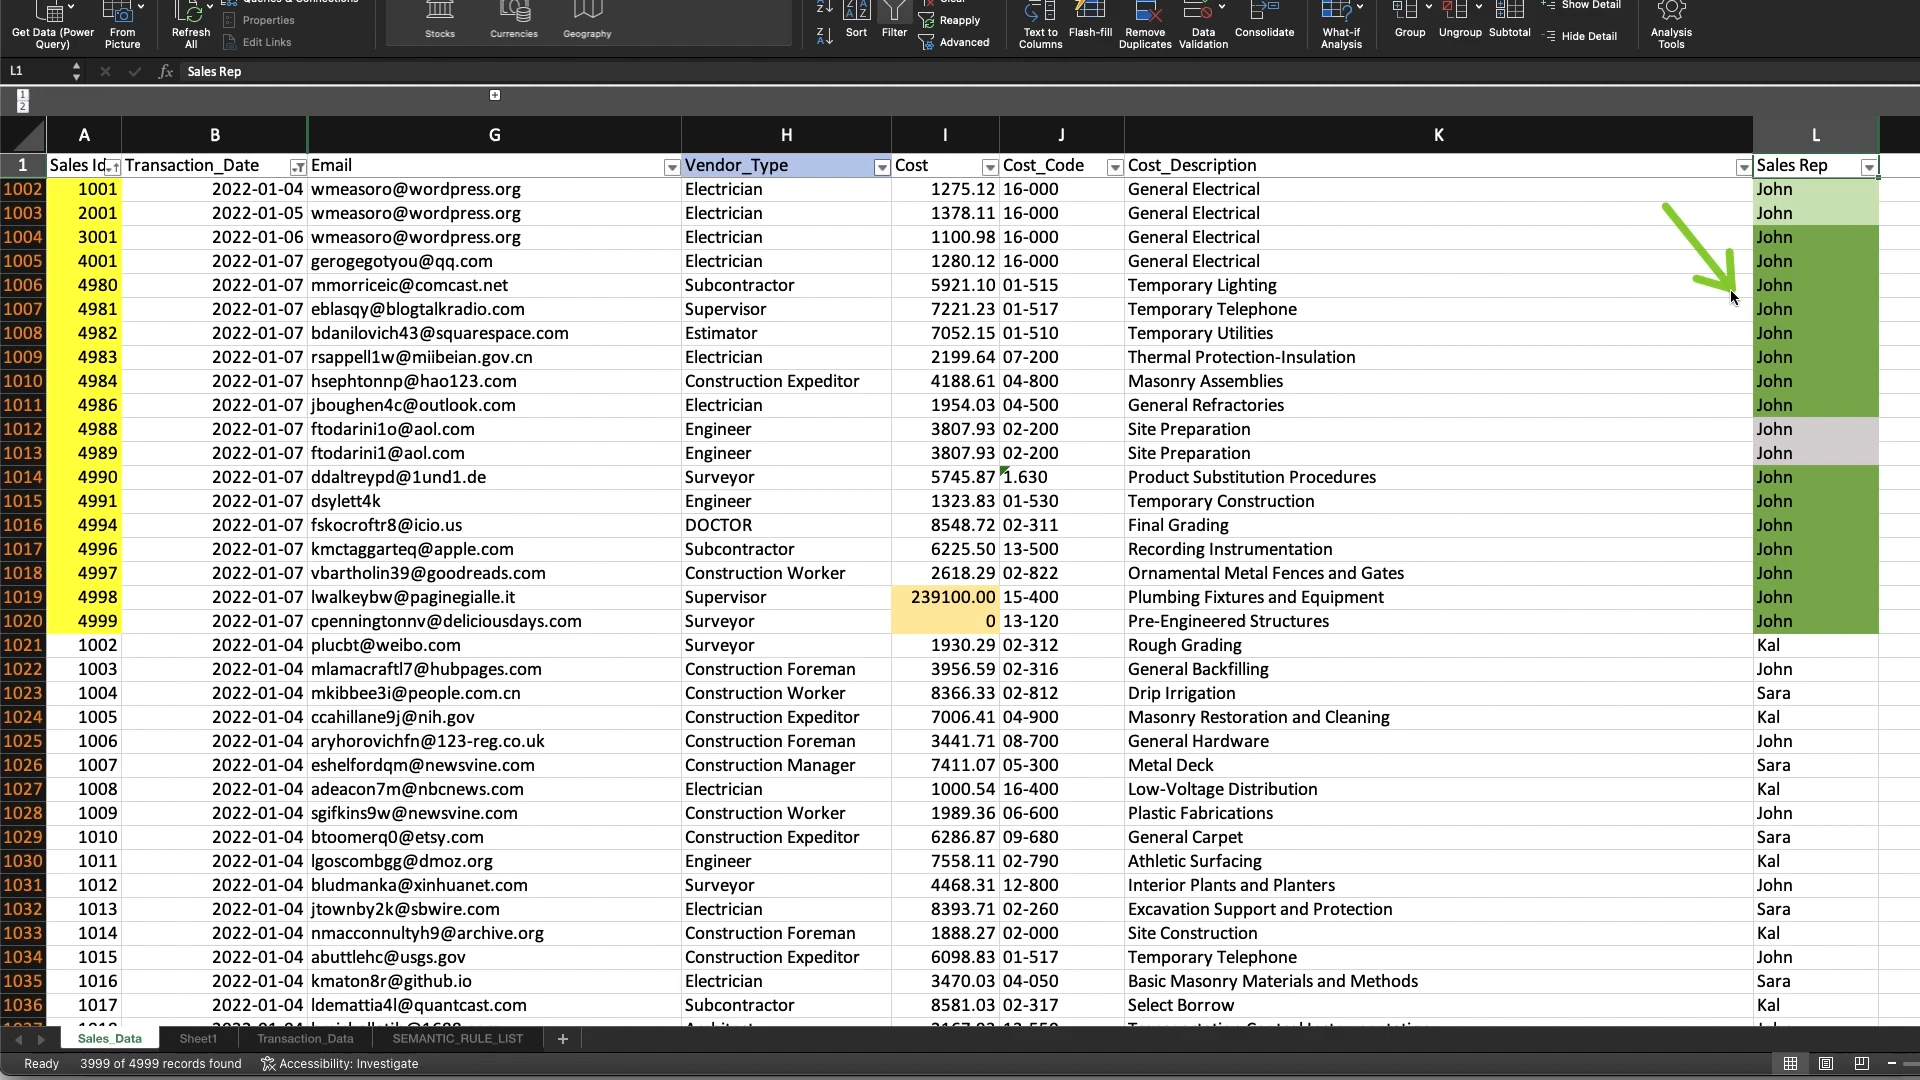 Queries & Connections
Properties
Edit Links
Get Data (Power Query)
From Picture
Refresh All
Stocks
Currencies
Geography
Sort
Filter
Clear
Reapply
Advanced
Text to Columns
Flash-fill
Remove Duplicates
Data Validation
Consolidate
What-if Analysis
Group
Ungroup
Subtotal
Show Detail
Hide Detail
Analysis Tools
L1 fx Sales Rep
1
2
A B G H I J K L
1 Sales Id Transaction_Date Email Vendor_Type Cost Cost_Code Cost_Description Sales Rep
1002 1001 2022-01-04 wmeasoro@wordpress.org Electrician 1275.12 16-000 General Electrical John
1003 2001 2022-01-05 wmeasoro@wordpress.org Electrician 1378.11 16-000 General Electrical John
1004 3001 2022-01-06 wmeasoro@wordpress.org Electrician 1100.98 16-000 General Electrical John
1005 4001 2022-01-07 gerogegotyou@qq.com Electrician 1280.12 16-000 General Electrical John
1006 4980 2022-01-07 mmorriceic@comcast.net Subcontractor 5921.10 01-515 Temporary Lighting John
1007 4981 2022-01-07 eblasqy@blogtalkradio.com Supervisor 7221.23 01-517 Temporary Telephone John
1008 4982 2022-01-07 bdanilovich43@squarespace.com Estimator 7052.15 01-510 Temporary Utilities John
1009 4983 2022-01-07 rsappell1w@miibeian.gov.cn Electrician 2199.64 07-200 Thermal Protection-Insulation John
1010 4984 2022-01-07 hsephtonnp@hao123.com Construction Expeditor 4188.61 04-800 Masonry Assemblies John
1011 4986 2022-01-07 jboughen4c@outlook.com Electrician 1954.03 04-500 General Refractories John
1012 4988 2022-01-07 ftodarini1o@aol.com Engineer 3807.93 02-200 Site Preparation John
1013 4989 2022-01-07 ftodarini1@aol.com Engineer 3807.93 02-200 Site Preparation John
1014 4990 2022-01-07 ddaltreypd@1und1.de Surveyor 5745.87 1.630 Product Substitution Procedures John
1015 4991 2022-01-07 dsylett4k Engineer 1323.83 01-530 Temporary Construction John
1016 4994 2022-01-07 fskocroftr8@icio.us DOCTOR 8548.72 02-311 Final Grading John
1017 4996 2022-01-07 kmctaggarteq@apple.com Subcontractor 6225.50 13-500 Recording Instrumentation John
1018 4997 2022-01-07 vbartholin39@goodreads.com Construction Worker 2618.29 02-822 Ornamental Metal Fences and Gates John
1019 4998 2022-01-07 lwalkeybw@paginegialle.it Supervisor 239100.00 15-400 Plumbing Fixtures and Equipment John
1020 4999 2022-01-07 cpenningtonnv@deliciousdays.com Surveyor 0 13-120 Pre-Engineered Structures John
1021 1002 2022-01-04 plucbt@weibo.com Surveyor 1930.29 02-312 Rough Grading Kal
1022 1003 2022-01-04 mlamacraftl7@hubpages.com Construction Foreman 3956.59 02-316 General Backfilling John
1023 1004 2022-01-04 mkibbee3i@people.com.cn Construction Worker 8366.33 02-812 Drip Irrigation Sara
1024 1005 2022-01-04 ccahillane9j@nih.gov Construction Expeditor 7006.41 04-900 Masonry Restoration and Cleaning Kal
1025 1006 2022-01-04 aryhorovichfn@123-reg.co.uk Construction Foreman 3441.71 08-700 General Hardware John
1026 1007 2022-01-04 eshelfordqm@newsvine.com Construction Manager 7411.07 05-300 Metal Deck Sara
1027 1008 2022-01-04 adeacon7m@nbcnews.com Electrician 1000.54 16-400 Low-Voltage Distribution Kal
1028 1009 2022-01-04 sgifkins9w@newsvine.com Construction Worker 1989.36 06-600 Plastic Fabrications John
1029 1010 2022-01-04 btoomerq0@etsy.com Construction Expeditor 6286.87 09-680 General Carpet Sara
1030 1011 2022-01-04 lgoscombgg@dmoz.org Engineer 7558.11 02-790 Athletic Surfacing Kal
1031 1012 2022-01-04 bludmanka@xinhuanet.com Surveyor 4468.31 12-800 Interior Plants and Planters John
1032 1013 2022-01-04 jtownby2k@sbwire.com Electrician 8393.71 02-260 Excavation Support and Protection Sara
1033 1014 2022-01-04 nmacconnultyh9@archive.org Construction Foreman 1888.27 02-000 Site Construction Kal
1034 1015 2022-01-04 abuttlehc@usgs.gov Construction Expeditor 6098.83 01-517 Temporary Telephone John
1035 1016 2022-01-04 kmaton8r@github.io Electrician 3470.03 04-050 Basic Masonry Materials and Methods Sara
1036 1017 2022-01-04 ldemattia4l@quantcast.com Subcontractor 8581.03 02-317 Select Borrow Kal
Sales_Data Sheet1 Transaction_Data SEMANTIC_RULE_LIST
Ready 3999 of 4999 records found Accessibility: Investigate